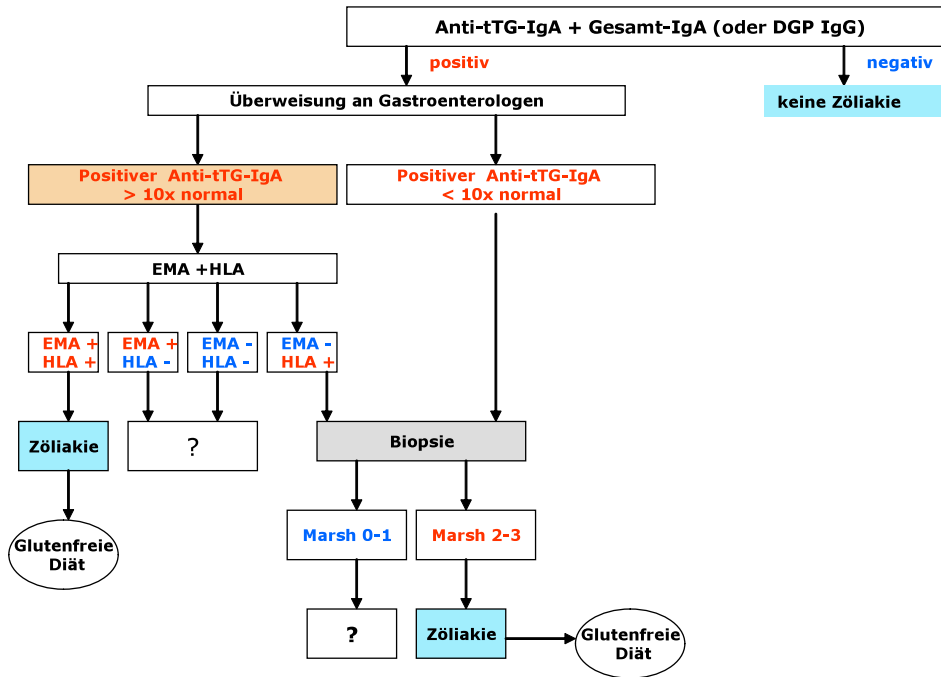 Anti-tTG-IgA + Gesamt-IgA (oder DGP IgG)
positiv
negativ
Überweisung an Gastroenterologen
keine Zöliakie
Positiver Anti-tTG-IgA
> 10x normal
Positiver Anti-tTG-IgA
< 10x normal
EMA +HLA
EMA +
HLA +
EMA +
HLA -
EMA -
HLA -
EMA -
HLA +
Zöliakie
?
Biopsie
Glutenfreie
Diät
Marsh 0-1
Marsh 2-3
?
Zöliakie
Glutenfreie
Diät